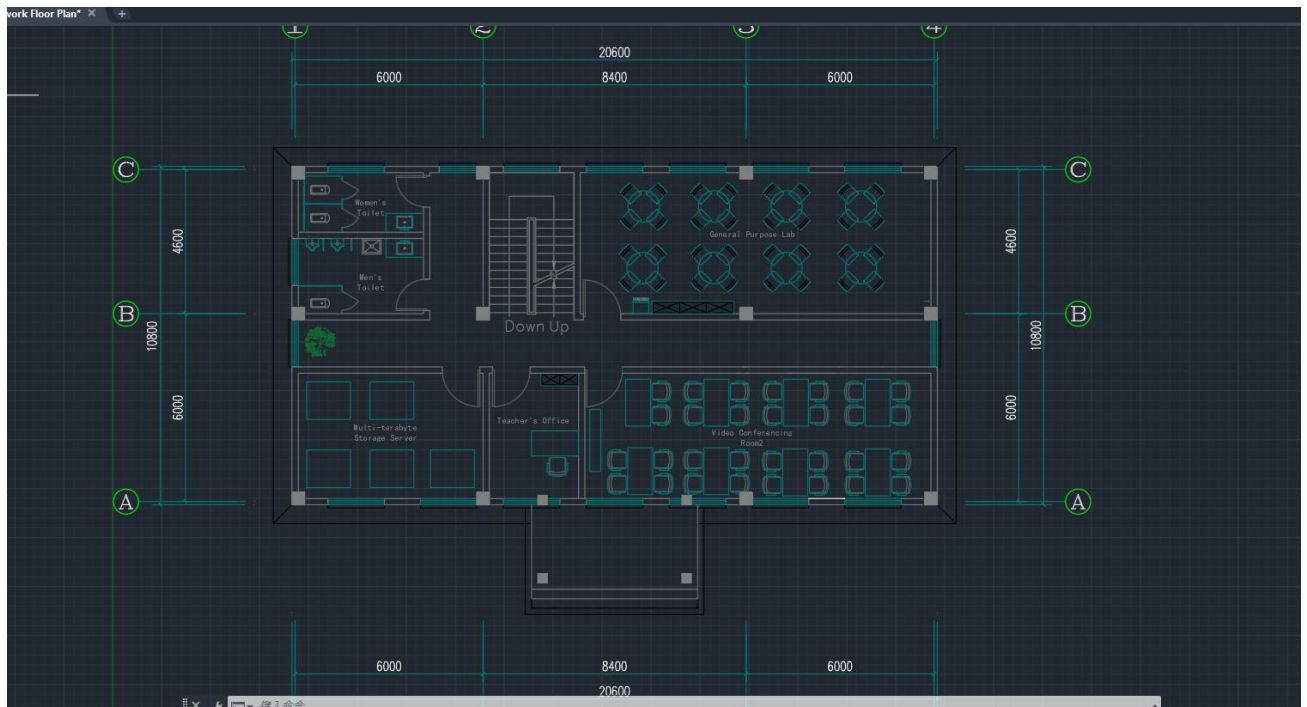 work Floor Plan*
1 2 3 4
20600
6000 8400 6000
C C
Women's
Toilet
General Purpose Lab
4600 4600
Men's
Toilet
B B
Down Up
10800 10800
6000 6000
Teacher's Office
Multi-terabyte
Storage Server
Video Conferencing
Room2
A A
6000 8400 6000
20600